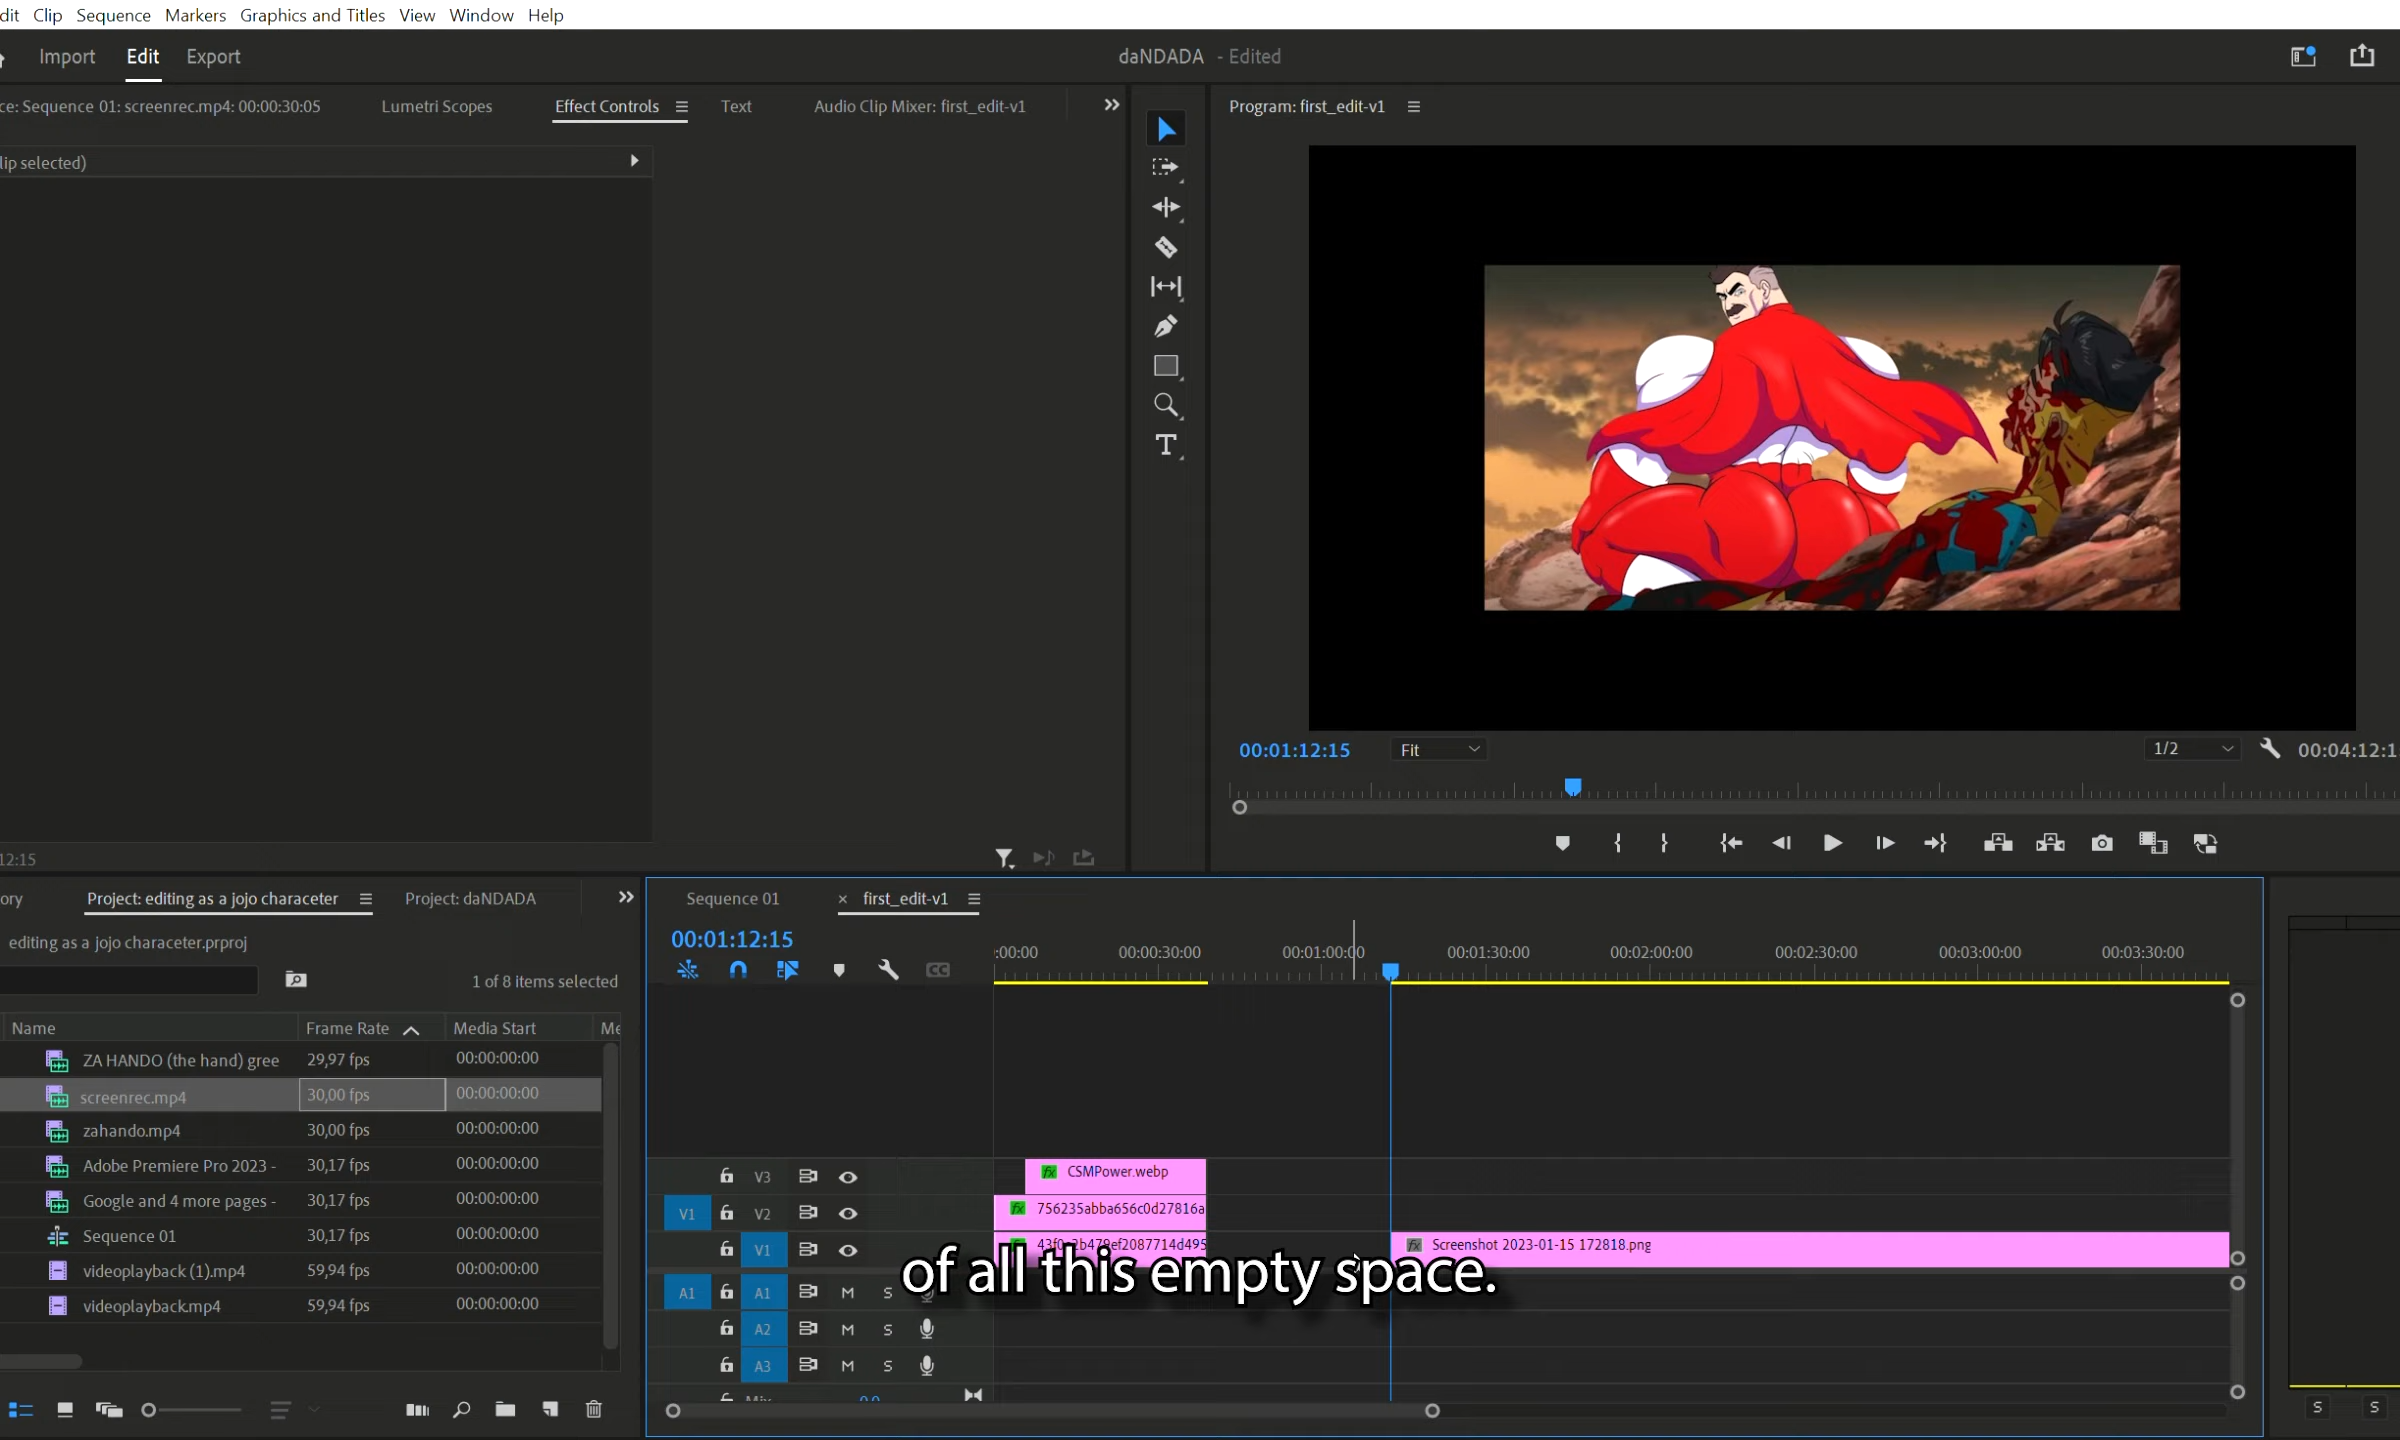 dit Clip Sequence Markers Graphics and Titles View Window Help
Import Edit Export
daNDADA - Edited
ce: Sequence 01: screenrec.mp4: 00:00:30:05 Lumetri Scopes Effect Controls Text Audio Clip Mixer: first_edit-v1
Program: first_edit-v1
lip selected)
00:01:12:15 Fit 1/2 00:04:12:1
12:15
ory Project: editing as a jojo characeter Project: daNDADA
editing as a jojo characeter.prproj
1 of 8 items selected
Name Frame Rate Media Start Me
ZA HANDO (the hand) gree 29,97 fps 00:00:00:00
screenrec.mp4 30,00 fps 00:00:00:00
zahando.mp4 30,00 fps 00:00:00:00
Adobe Premiere Pro 2023 - 30,17 fps 00:00:00:00
Google and 4 more pages - 30,17 fps 00:00:00:00
Sequence 01 30,17 fps 00:00:00:00
videoplayback (1).mp4 59,94 fps 00:00:00:00
videoplayback.mp4 59,94 fps 00:00:00:00
Sequence 01 × first_edit-v1
00:01:12:15
:00:00 00:00:30:00 00:01:00:00 00:01:30:00 00:02:00:00 00:02:30:00 00:03:00:00 00:03:30:00
CC
V3 fx CSMPower.webp
V1 V2 fx 756235abba656c0d27816a
V1 fx Screenshot 2023-01-15 172818.png
of all this empty space.
A1 A1 M S
A2 M S
A3 M S
S S